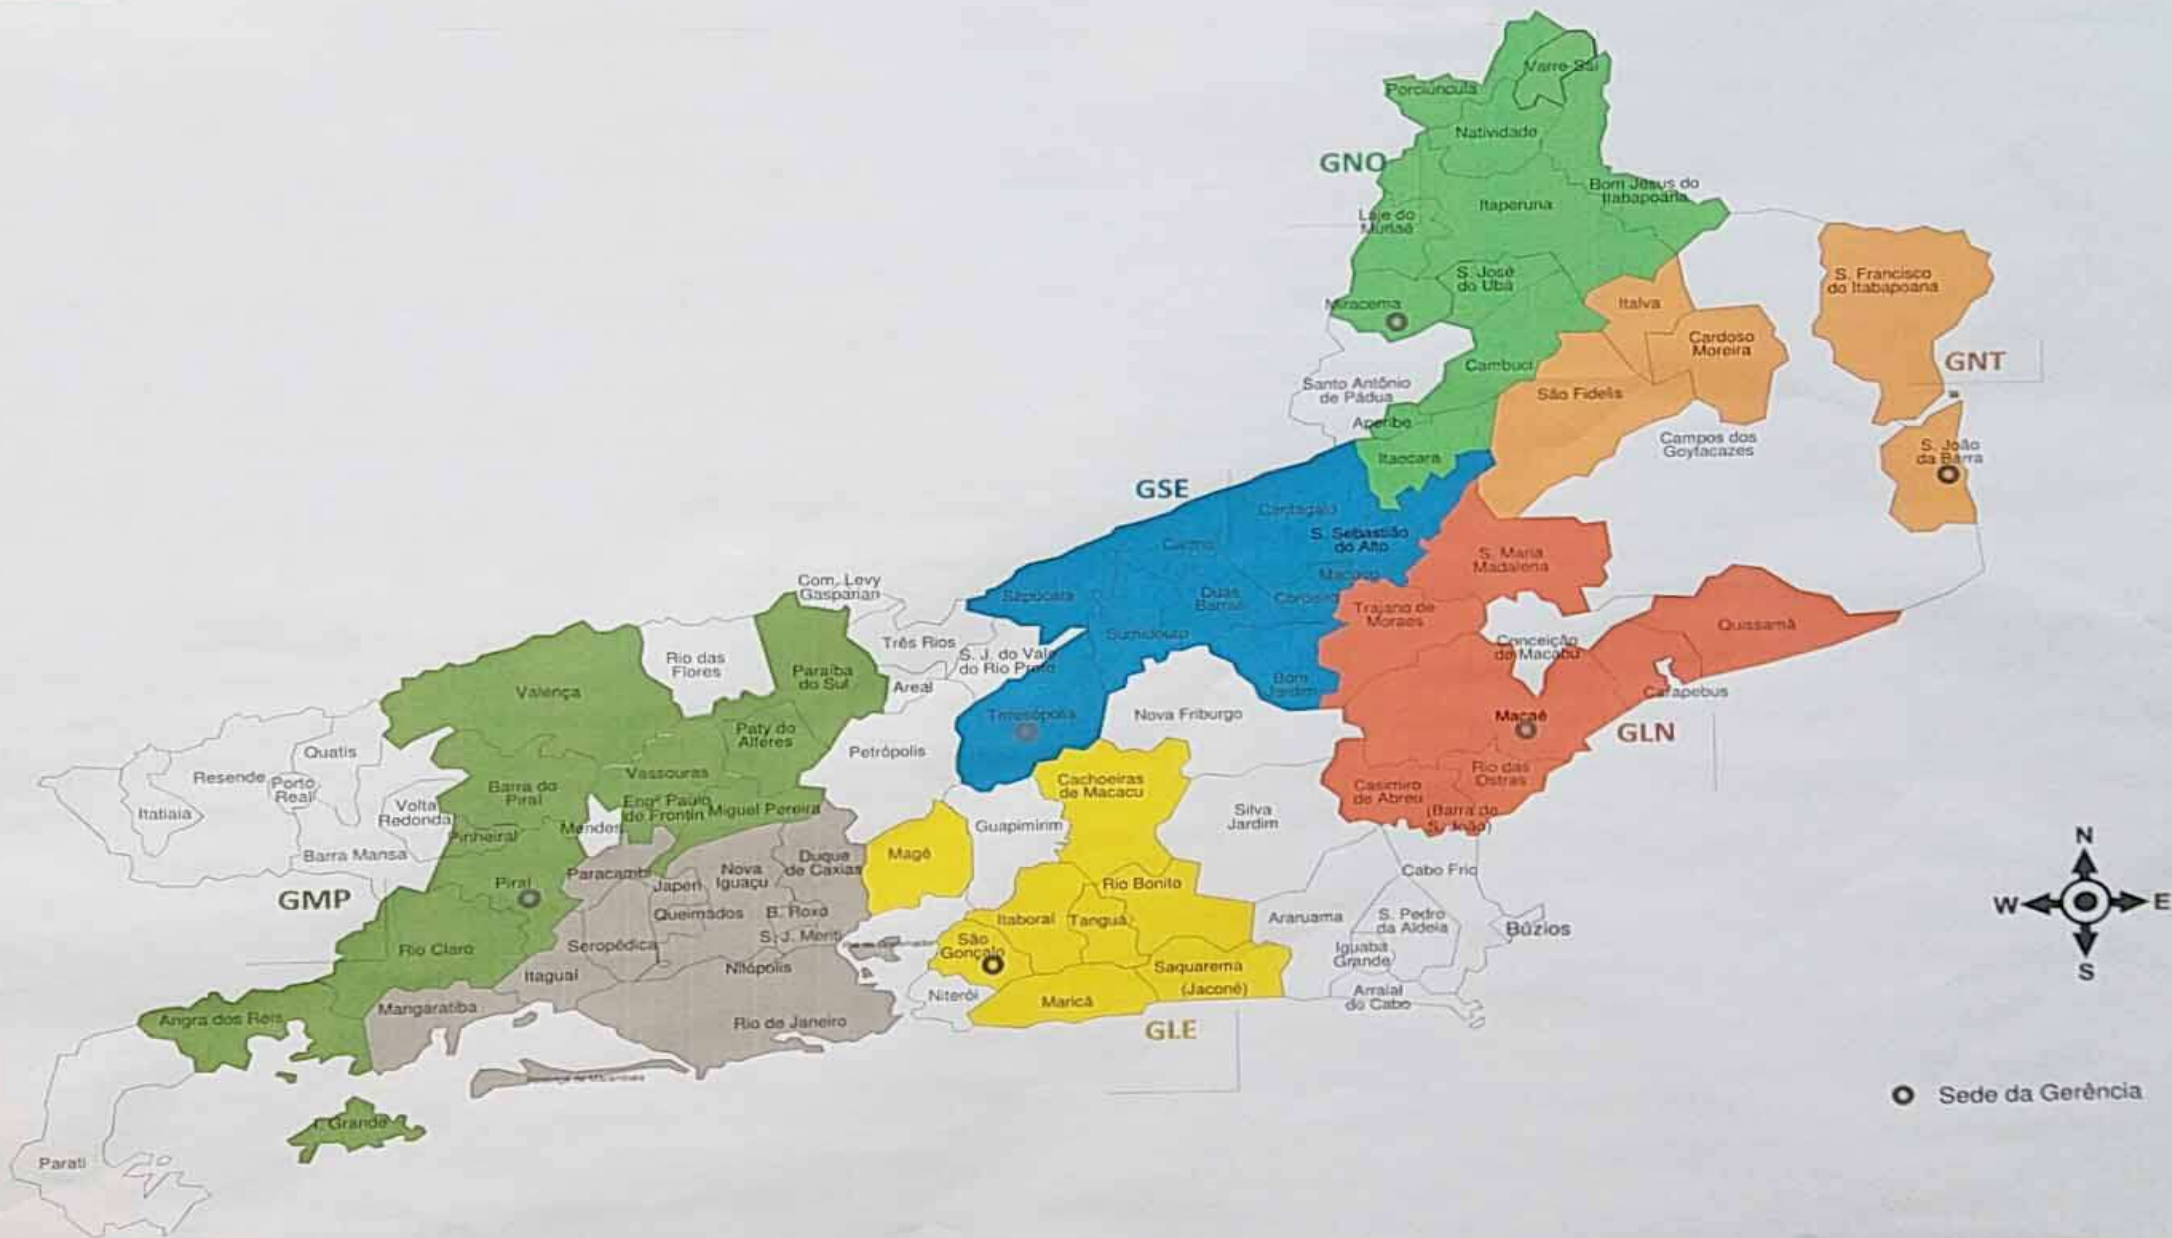 Varre-Sai
Porciúncula
Natividade
GNO
Bom Jesus do
Itabapoana
Itaperuna
Laje do
Muriaé
S. Francisco
do Itabapoana
S. José
do Ubá
Miracema
Italva
Cardoso
Moreira
GNT
Cambuci
Santo Antônio
de Pádua
São Fidelis
Aperibe
Campos dos
Goytacazes
S. João
da Barra
Itaocara
GSE
Cantagalo
S. Sebastião
do Alto
Carmo
S. Maria
Madalena
Macuco
Com. Levy
Gasparian
Sapucaia
Duas
Barras
Cordeiro
Trajano de
Moraes
Quissamã
Sumidouro
Conceição
de Macabu
Três Rios
S. J. do Vale
do Rio Preto
Rio das
Flores
Paraíba
do Sul
Areal
Bom
Jardim
Carapebus
Valença
Teresópolis
Nova Friburgo
Macaé
GLN
Paty do
Alferes
Quatis
Petrópolis
Resende
Porto
Real
Vassouras
Rio das
Ostras
Barra do
Piral
Cachoeiras
de Macacu
Casimiro
de Abreu
(Barra de
S. João)
Itatiaia
Volta
Redonda
Engº Paulo
de Frontin
Miguel Pereira
Silva
Jardim
Mendes
Guapimirim
Pinheiral
Barra Mansa
Magé
Duque
de Caxias
Nova
Iguaçu
Cabo Frio
Paracambi
Japeri
Piral
Rio Bonito
GMP
Queimados
B. Roxo
Itaboral
Tanguá
Araruama
S. Pedro
da Aldeia
Búzios
S. J. Meriti
São
Gonçalo
Rio Claro
Seropédica
Iguaba
Grande
Itagual
Nilópolis
Saquarema
(Jaconé)
Niterói
Maricá
Arraial
do Cabo
Mangaratiba
Angra dos Reis
Rio de Janeiro
GLE
I. Grande
Parati
N
W
E
S
Sede da Gerência